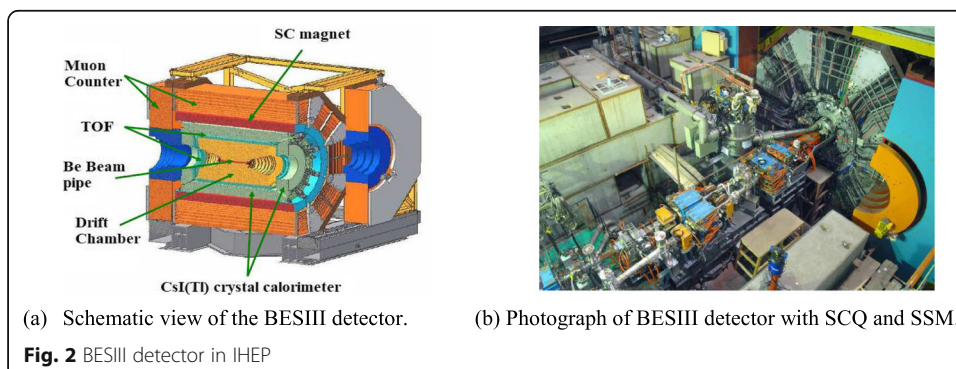 SC magnet
Muon
Counter
TOF
Be Beam
pipe
Drift
Chamber
CsI(Tl) crystal calorimeter
(a) Schematic view of the BESIII detector.
(b) Photograph of BESIII detector with SCQ and SSM.
Fig. 2 BESIII detector in IHEP